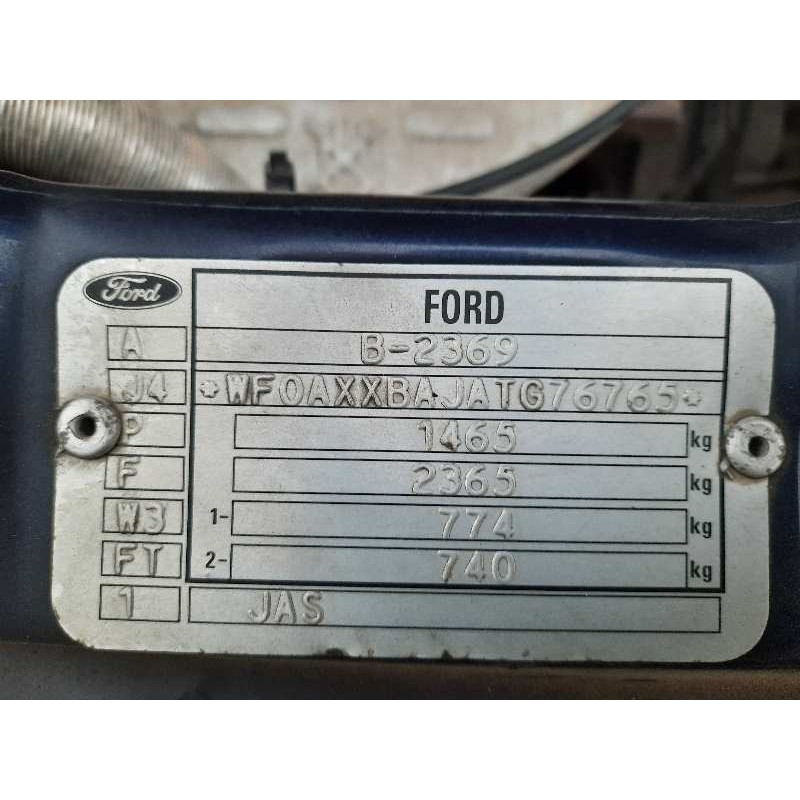 Ford FORD
A B-2369
J4 *WF0AXXBAJATG76765*
P 1465 kg
F 2365 kg
W3 1- 774 kg
FT 2- 740 kg
1 JAS